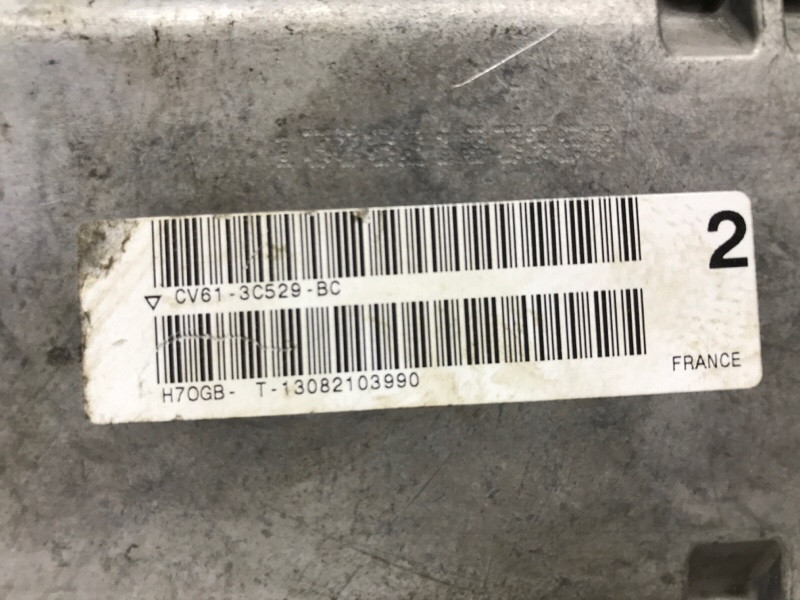 2
▽ CV61-3C529-BC
FRANCE
H7OGB- T-13082103990